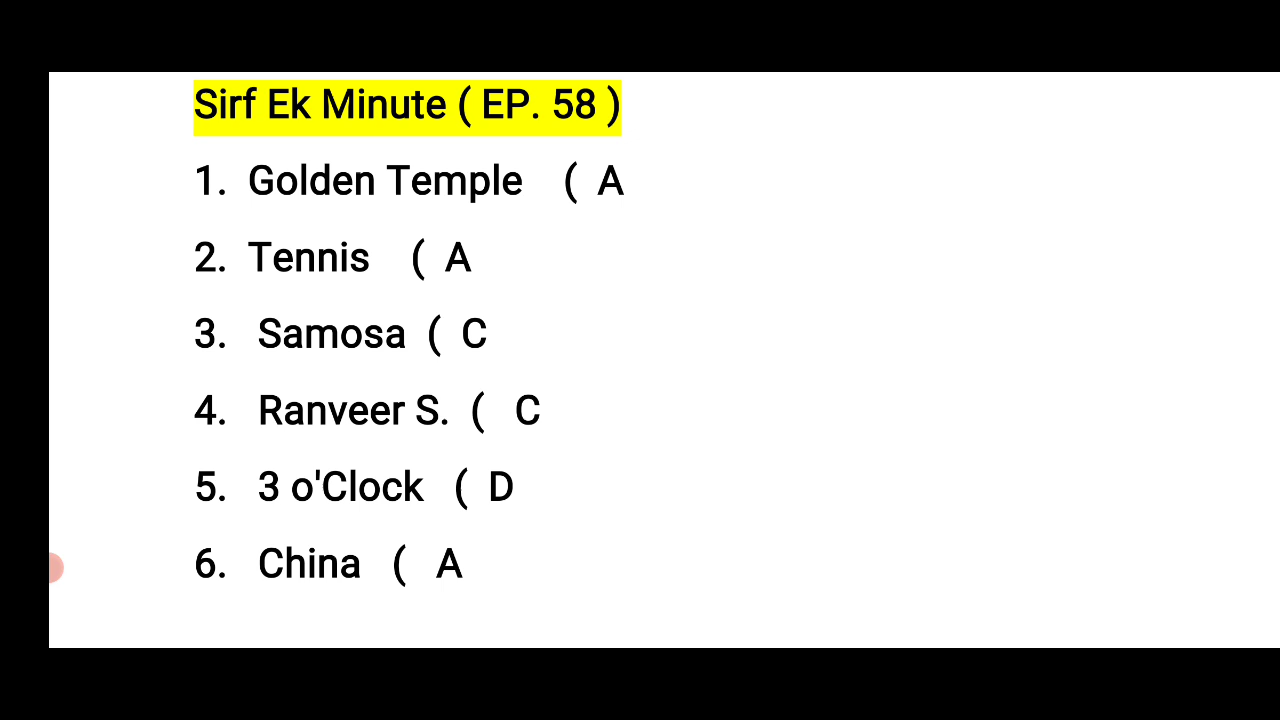 Sirf Ek Minute ( EP. 58 )
1. Golden Temple ( A
2. Tennis ( A
3. Samosa ( C
4. Ranveer S. ( C
5. 3 o'Clock ( D
6. China ( A